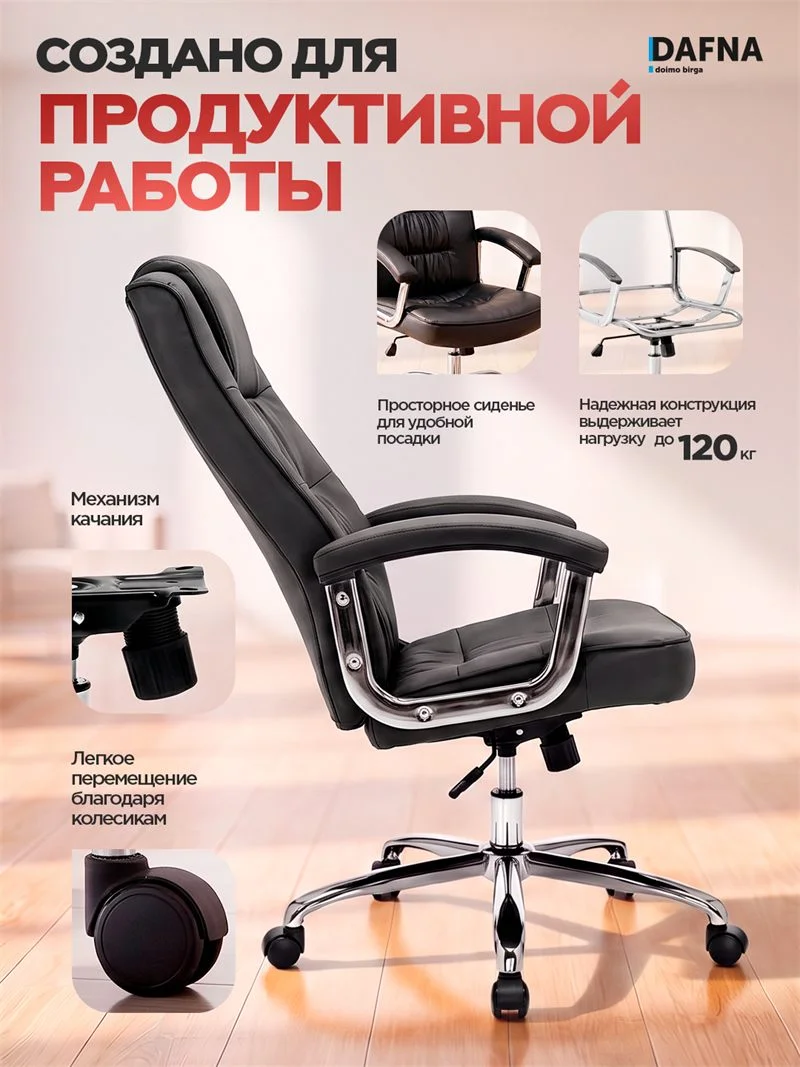 СОЗДАНО ДЛЯ
ПРОДУКТИВНОЙ
РАБОТЫ
DAFNA
doimo birga
Просторное сиденье
для удобной
посадки
Надежная конструкция
выдерживает
нагрузку до 120 кг
Механизм
качания
Легкое
перемещение
благодаря
колесикам